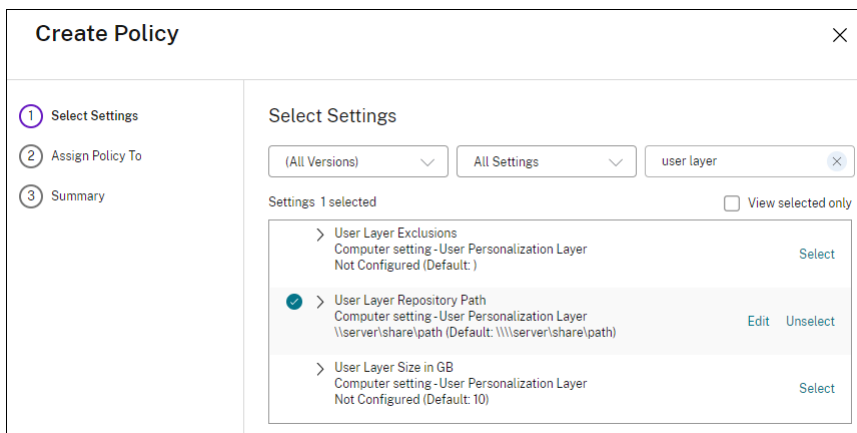 Create Policy
1 Select Settings
2 Assign Policy To
3 Summary
Select Settings
(All Versions) All Settings user layer
Settings 1 selected View selected only
User Layer Exclusions
Computer setting - User Personalization Layer
Not Configured (Default: )
Select
User Layer Repository Path
Computer setting - User Personalization Layer
\\server\share\path (Default: \\\\server\share\path)
Edit Unselect
User Layer Size in GB
Computer setting - User Personalization Layer
Not Configured (Default: 10)
Select